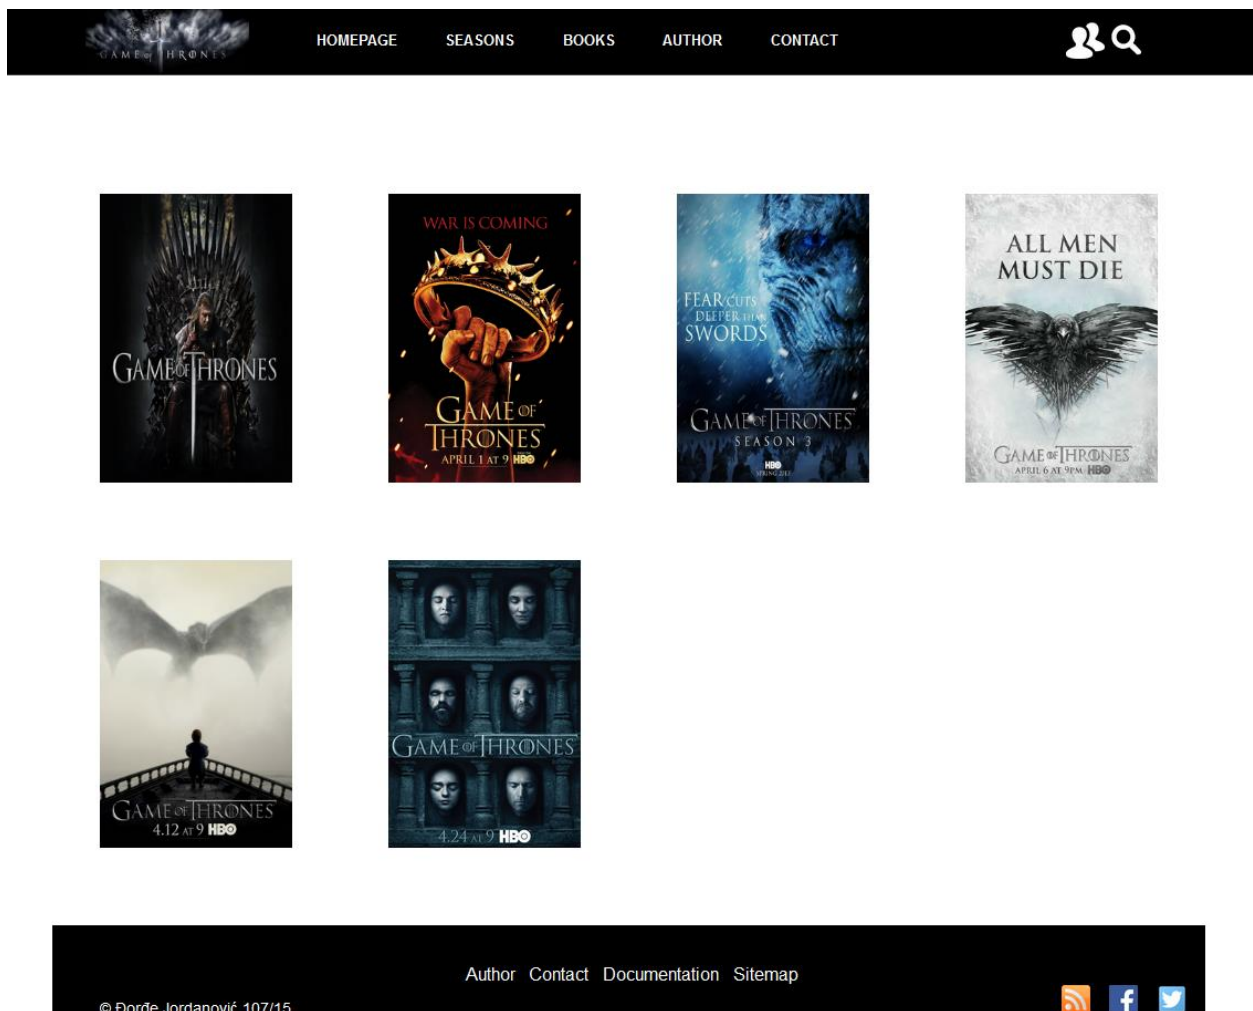 GAME OF THRONES
HOMEPAGE SEASONS BOOKS AUTHOR CONTACT
GAME OF THRONES
WAR IS COMING
GAME OF
THRONES
APRIL 1 AT 9 HBO
FEAR CUTS
DEEPER THAN
SWORDS
GAME OF THRONES
SEASON 3
HBO
SPRING 2013
ALL MEN
MUST DIE
GAME OF THRONES
APRIL 6 AT 9PM HBO
GAME OF THRONES
4.12 AT 9 HBO
GAME OF THRONES
4.24 AT 9 HBO
Author Contact Documentation Sitemap
© Đorđe Jordanović 107/15